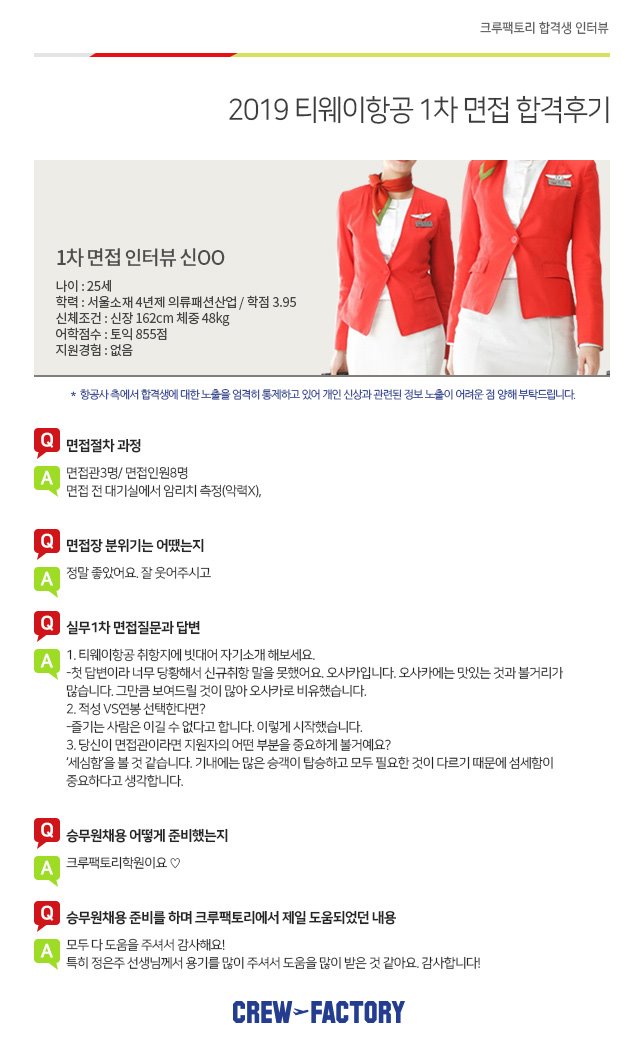 크루팩토리 합격생 인터뷰
2019 티웨이항공 1차 면접 합격후기
1차 면접 인터뷰 신OO
나이 : 25세
학력 : 서울소재 4년제 의류패션산업 / 학점 3.95
신체조건 : 신장 162cm 체중 48kg
어학점수 : 토익 855점
지원경험 : 없음
* 항공사 측에서 합격생에 대한 노출을 엄격히 통제하고 있어 개인 신상과 관련된 정보 노출이 어려운 점 양해 부탁드립니다.
Q 면접절차 과정
A 면접관3명/ 면접인원8명
면접 전 대기실에서 암리치 측정(악력X),
Q 면접장 분위기는 어땠는지
A 정말 좋았어요. 잘 웃어주시고
Q 실무1차 면접질문과 답변
A 1. 티웨이항공 취항지에 빗대어 자기소개 해보세요.
-첫 답변이라 너무 당황해서 신규취항 말을 못했어요. 오사카입니다. 오사카에는 맛있는 것과 볼거리가
많습니다. 그만큼 보여드릴 것이 많아 오사카로 비유했습니다.
2. 적성 VS연봉 선택한다면?
-즐기는 사람은 이길 수 없다고 합니다. 이렇게 시작했습니다.
3. 당신이 면접관이라면 지원자의 어떤 부분을 중요하게 볼거예요?
'세심함'을 볼 것 같습니다. 기내에는 많은 승객이 탑승하고 모두 필요한 것이 다르기 때문에 섬세함이
중요하다고 생각합니다.
Q 승무원채용 어떻게 준비했는지
A 크루팩토리학원이요 ♡
Q 승무원채용 준비를 하며 크루팩토리에서 제일 도움되었던 내용
A 모두 다 도움을 주셔서 감사해요!
특히 정은주 선생님께서 용기를 많이 주셔서 도움을 많이 받은 것 같아요. 감사합니다!
CREW FACTORY